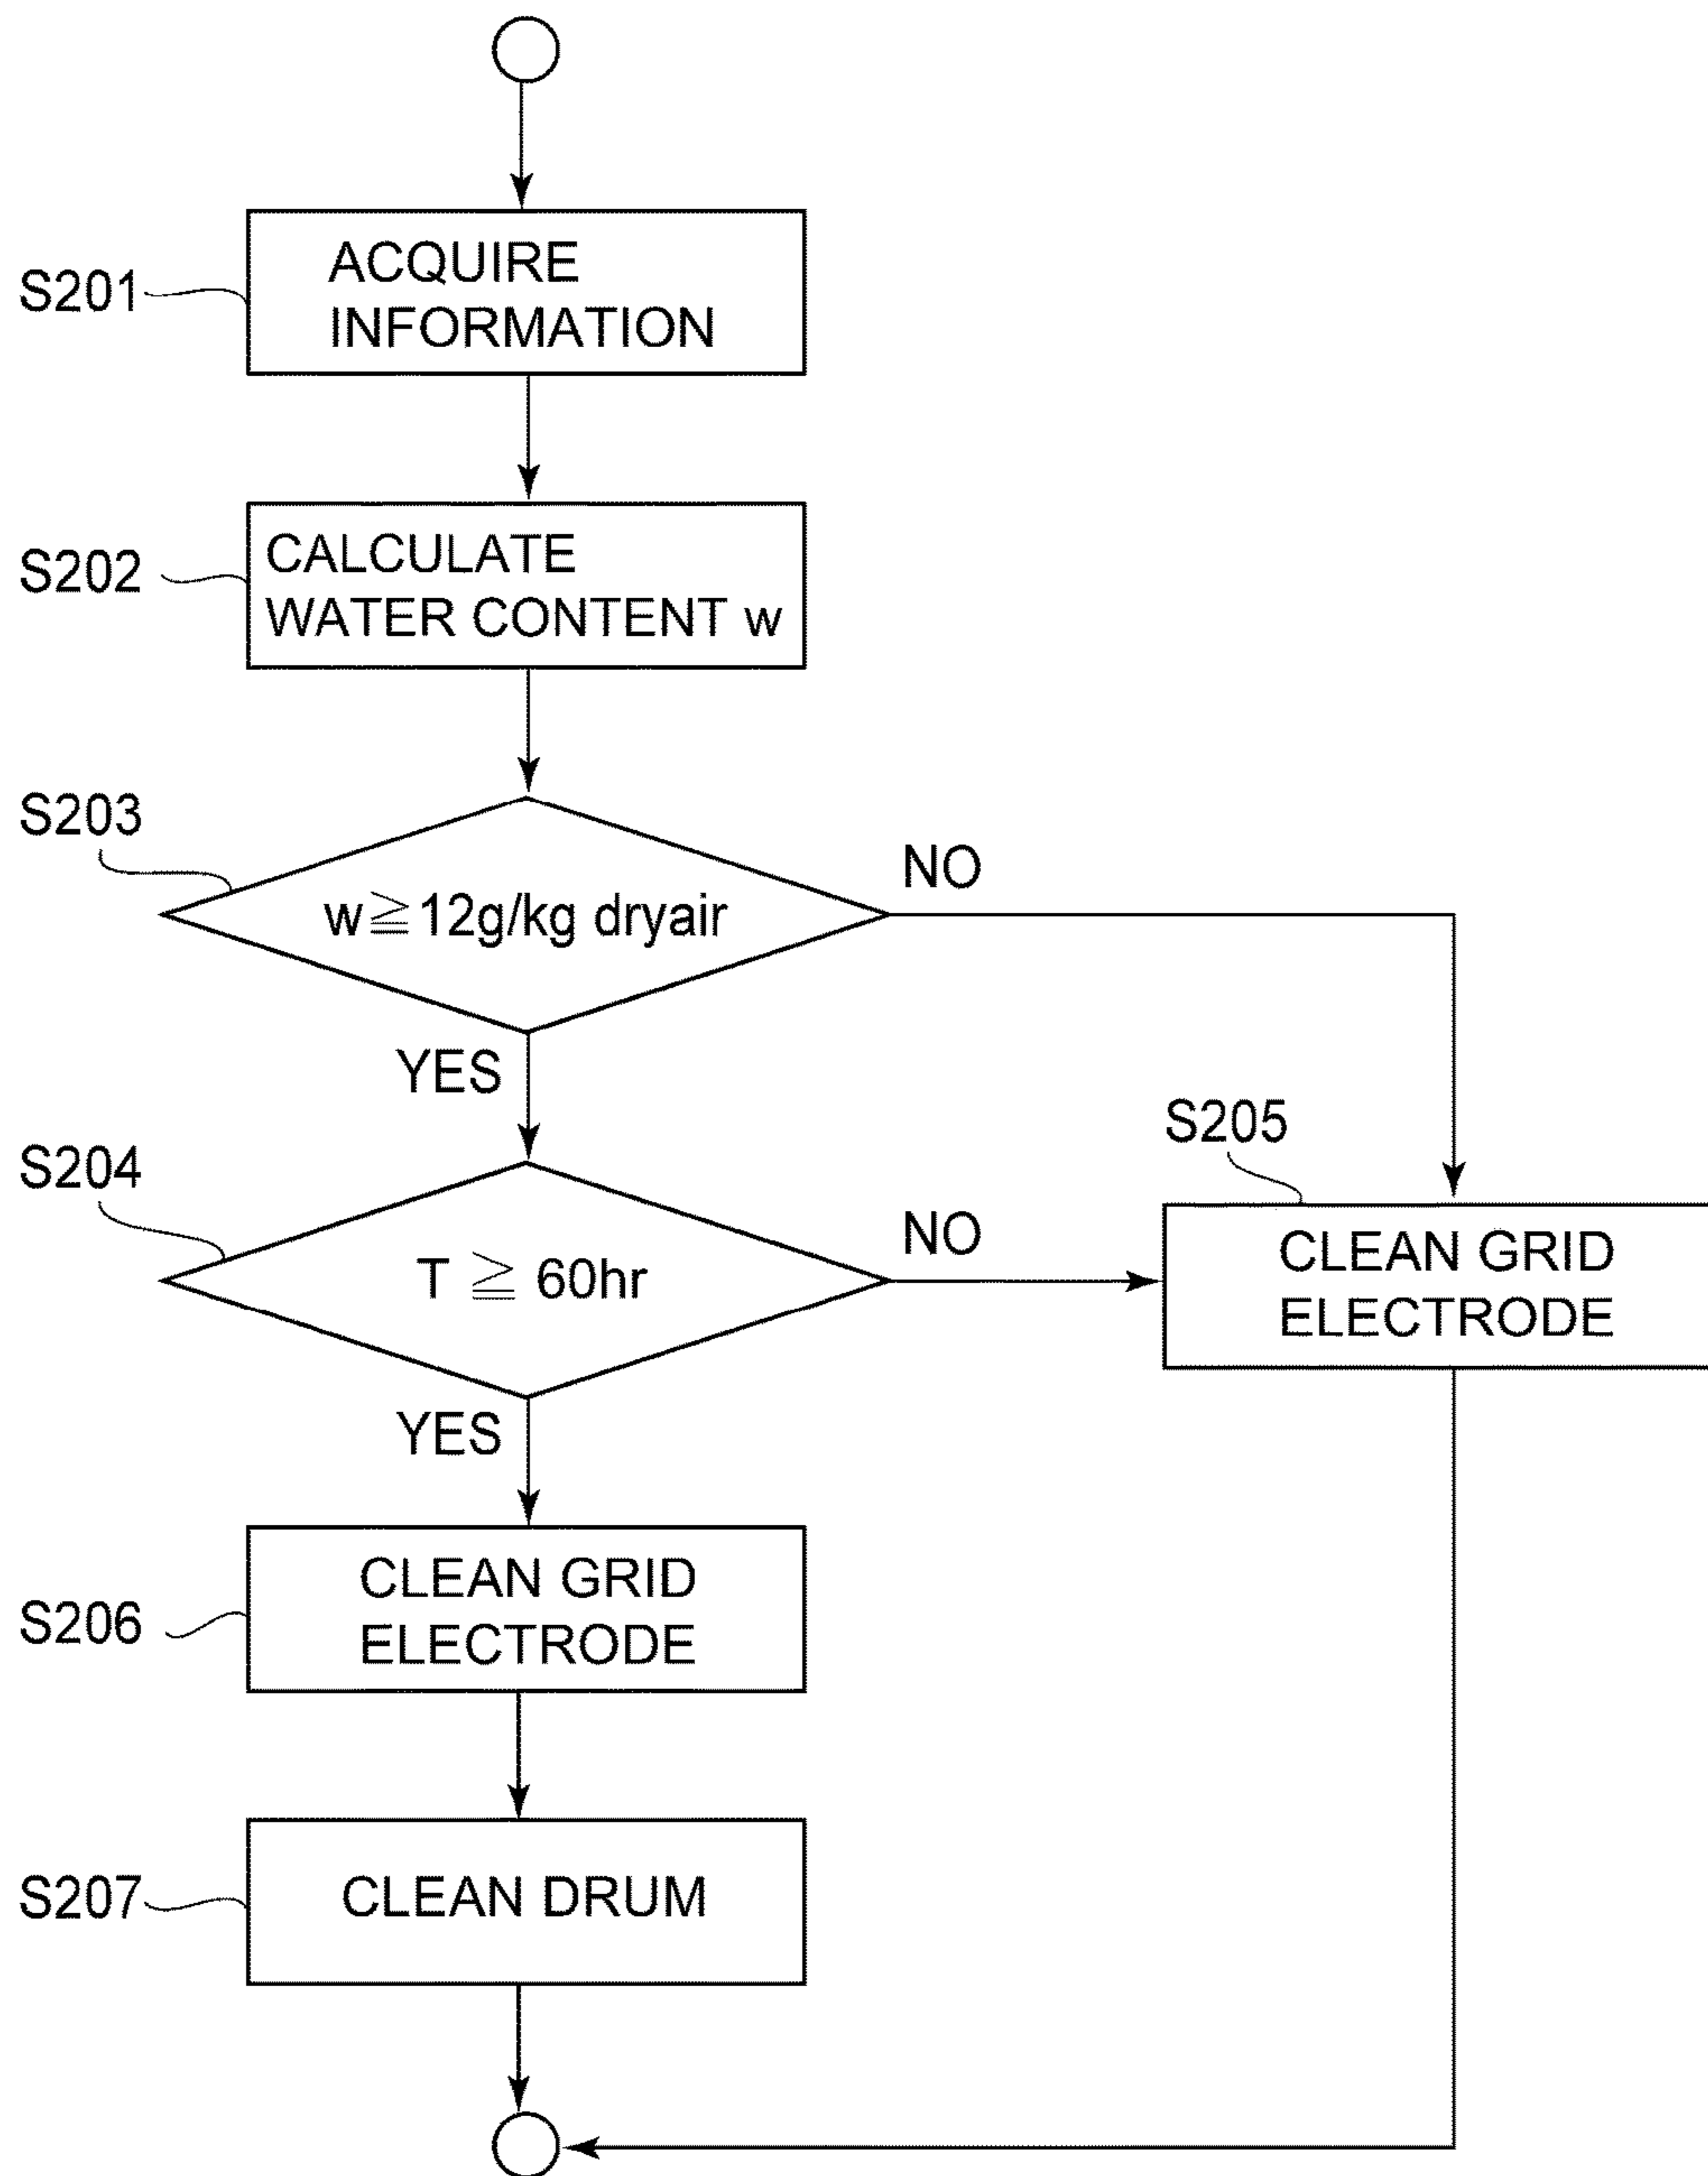 S201
ACQUIRE
INFORMATION
S202
CALCULATE
WATER CONTENT w
S203
w≧12g/kg dryair
NO
YES
S204
T ≧ 60hr
NO
S205
CLEAN GRID
ELECTRODE
YES
S206
CLEAN GRID
ELECTRODE
S207
CLEAN DRUM